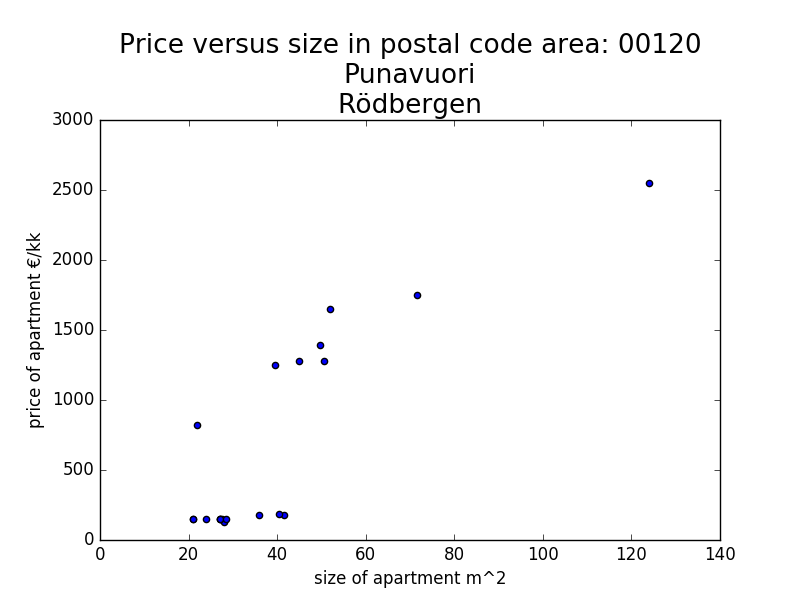 Price versus size in postal code area: 00120
Punavuori
Rödbergen
3000
2500
2000
1500
1000
500
0
price of apartment €/kk
0 20 40 60 80 100 120 140
size of apartment m^2